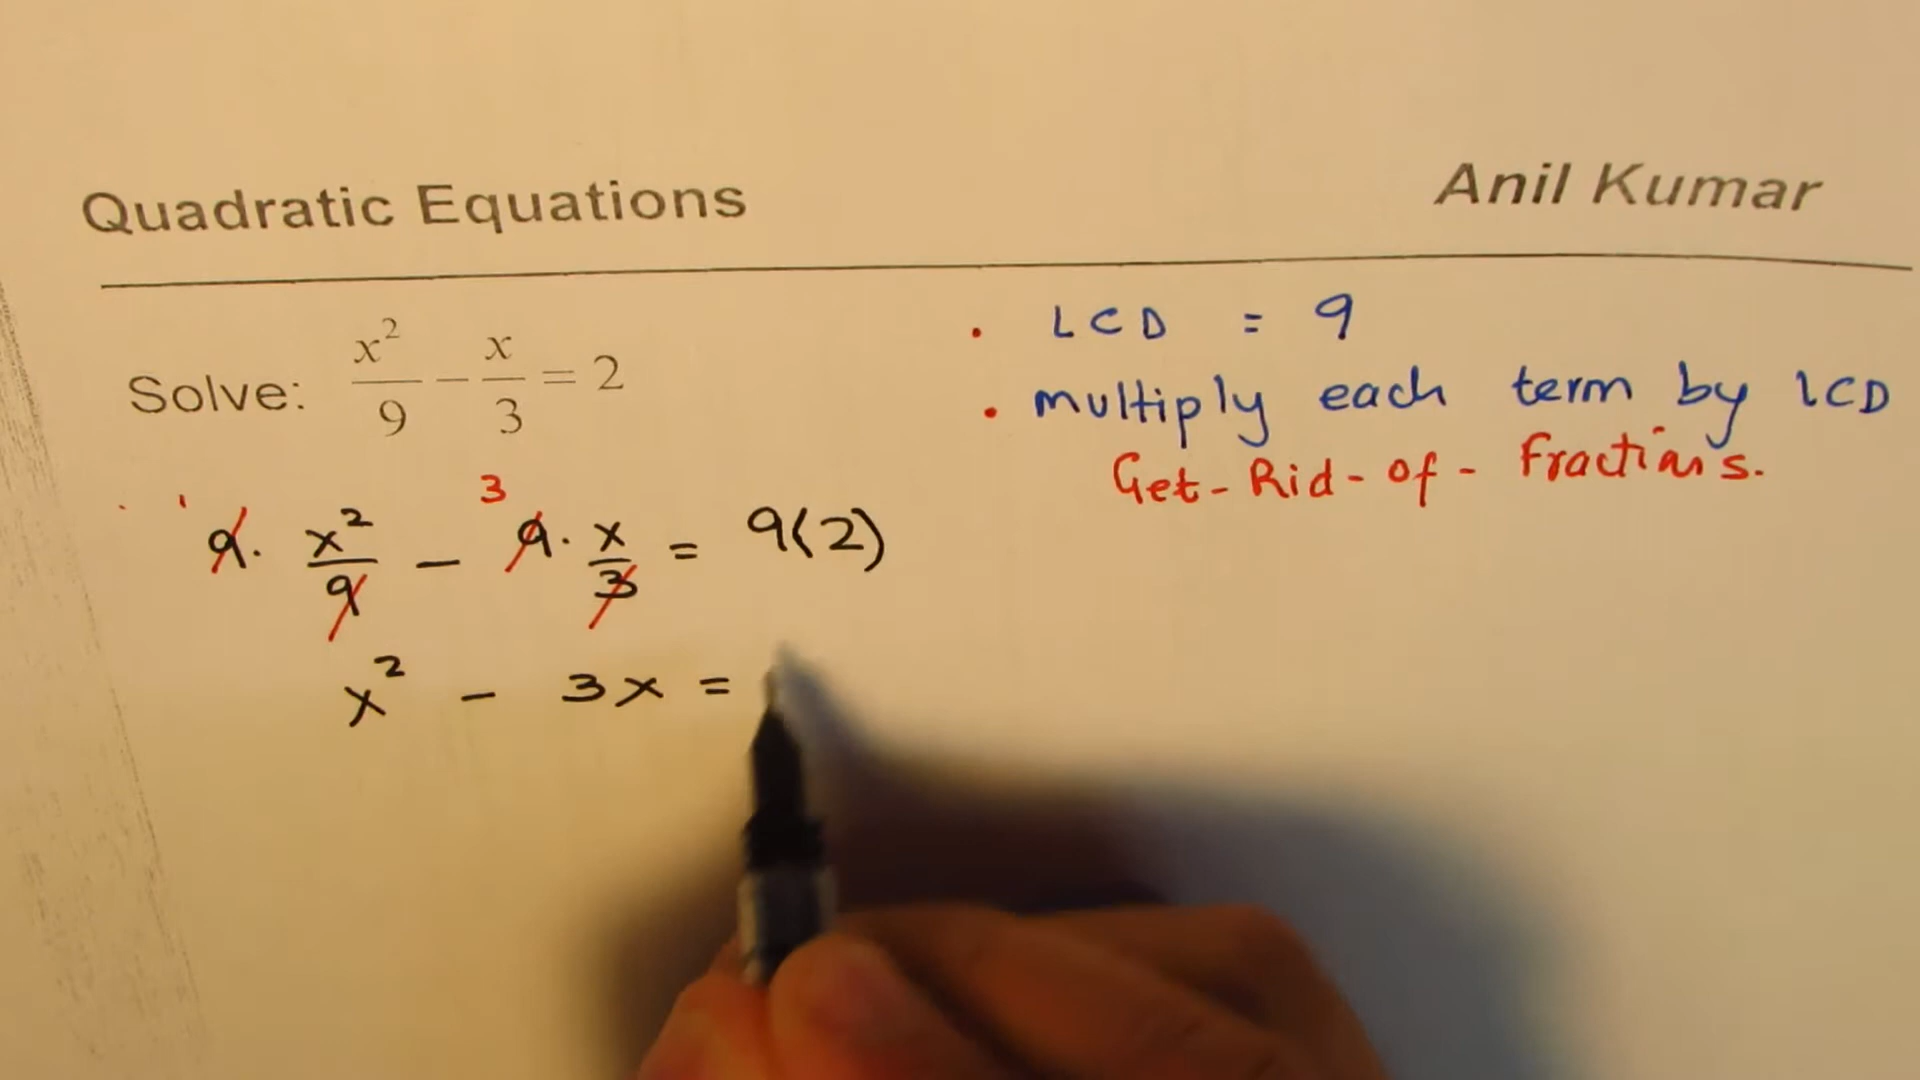 Quadratic Equations
Anil Kumar
Solve: x²/9 − x/3 = 2
• LCD = 9
• multiply each term by LCD
Get-Rid-of-Fractions.
1 3
9 · x²/9 − 9 · x/3 = 9(2)
x² − 3x =